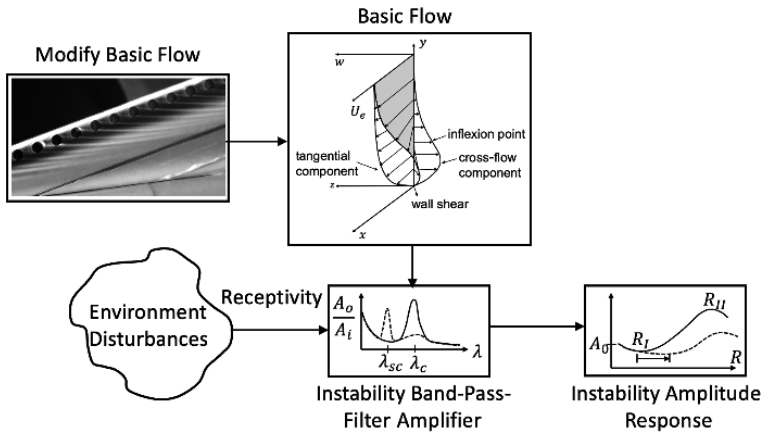 Basic Flow
Modify Basic Flow
y
w
U_e
inflexion point
tangential
component
cross-flow
component
z
wall shear
x
Environment
Disturbances
Receptivity
A_o
A_i
λ_sc
λ_c
λ
A_0
R_I
R_II
R
Instability Band-Pass-
Filter Amplifier
Instability Amplitude
Response